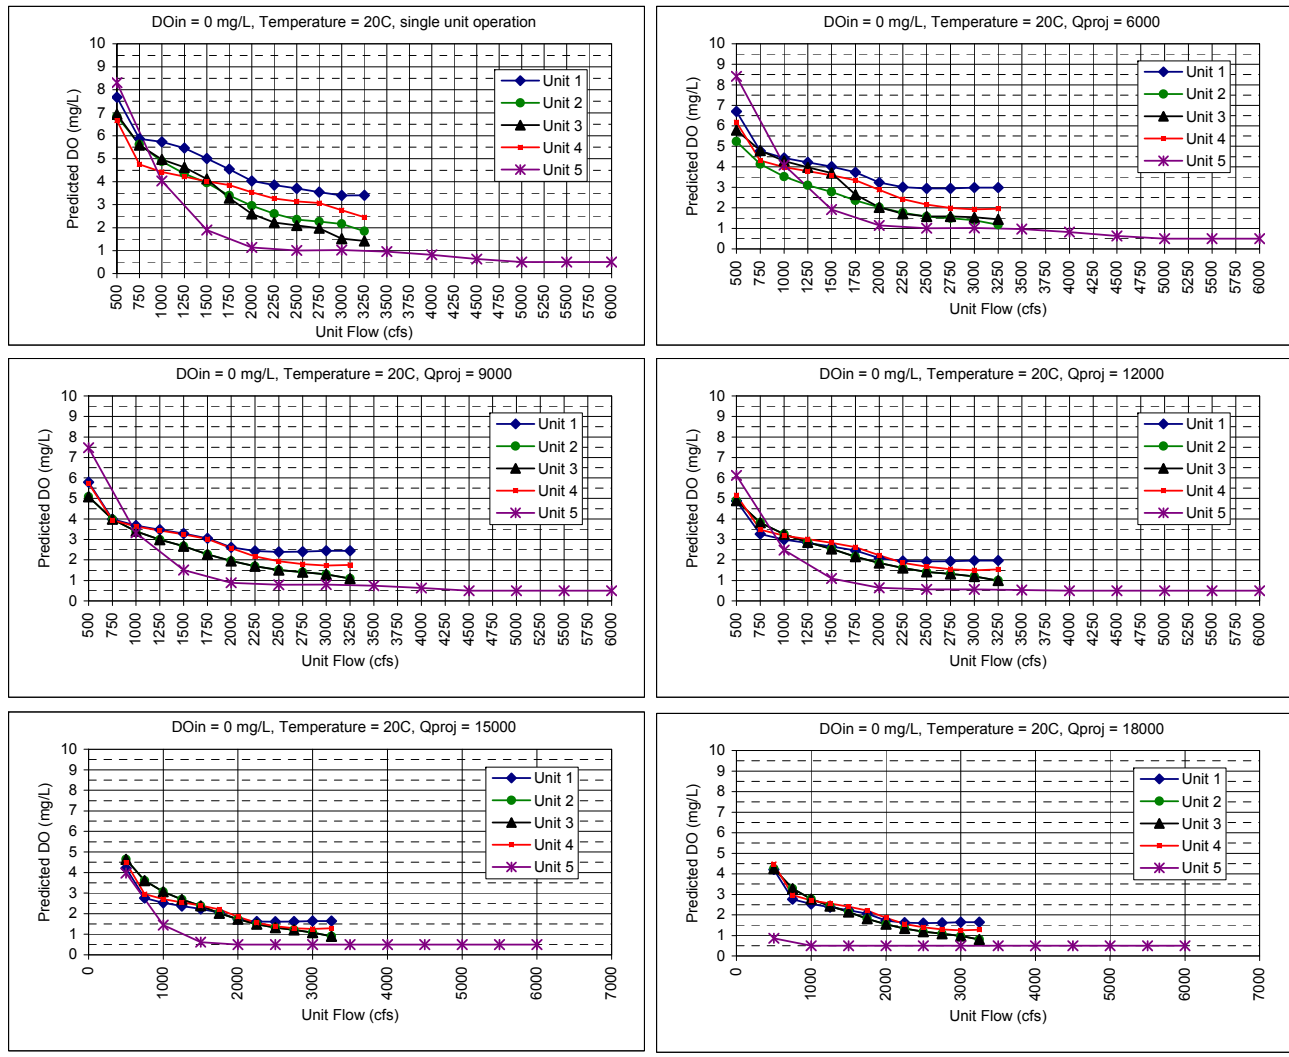 DOin = 0 mg/L, Temperature = 20C, single unit operation
Predicted DO (mg/L)
10
9
8
7
6
5
4
3
2
1
0
Unit 1
Unit 2
Unit 3
Unit 4
Unit 5
500 750 1000 1250 1500 1750 2000 2250 2500 2750 3000 3250 3500 3750 4000 4250 4500 4750 5000 5250 5500 5750 6000
Unit Flow (cfs)
DOin = 0 mg/L, Temperature = 20C, Qproj = 6000
Predicted DO (mg/L)
10
9
8
7
6
5
4
3
2
1
0
Unit 1
Unit 2
Unit 3
Unit 4
Unit 5
500 750 1000 1250 1500 1750 2000 2250 2500 2750 3000 3250 3500 3750 4000 4250 4500 4750 5000 5250 5500 5750 6000
Unit Flow (cfs)
DOin = 0 mg/L, Temperature = 20C, Qproj = 9000
Predicted DO (mg/L)
10
9
8
7
6
5
4
3
2
1
0
Unit 1
Unit 2
Unit 3
Unit 4
Unit 5
500 750 1000 1250 1500 1750 2000 2250 2500 2750 3000 3250 3500 3750 4000 4250 4500 4750 5000 5250 5500 5750 6000
Unit Flow (cfs)
DOin = 0 mg/L, Temperature = 20C, Qproj = 12000
Predicted DO (mg/L)
10
9
8
7
6
5
4
3
2
1
0
Unit 1
Unit 2
Unit 3
Unit 4
Unit 5
500 750 1000 1250 1500 1750 2000 2250 2500 2750 3000 3250 3500 3750 4000 4250 4500 4750 5000 5250 5500 5750 6000
Unit Flow (cfs)
DOin = 0 mg/L, Temperature = 20C, Qproj = 15000
Predicted DO (mg/L)
10
9
8
7
6
5
4
3
2
1
0
Unit 1
Unit 2
Unit 3
Unit 4
Unit 5
0 1000 2000 3000 4000 5000 6000 7000
Unit Flow (cfs)
DOin = 0 mg/L, Temperature = 20C, Qproj = 18000
Predicted DO (mg/L)
10
9
8
7
6
5
4
3
2
1
0
Unit 1
Unit 2
Unit 3
Unit 4
Unit 5
0 1000 2000 3000 4000 5000 6000 7000
Unit Flow (cfs)